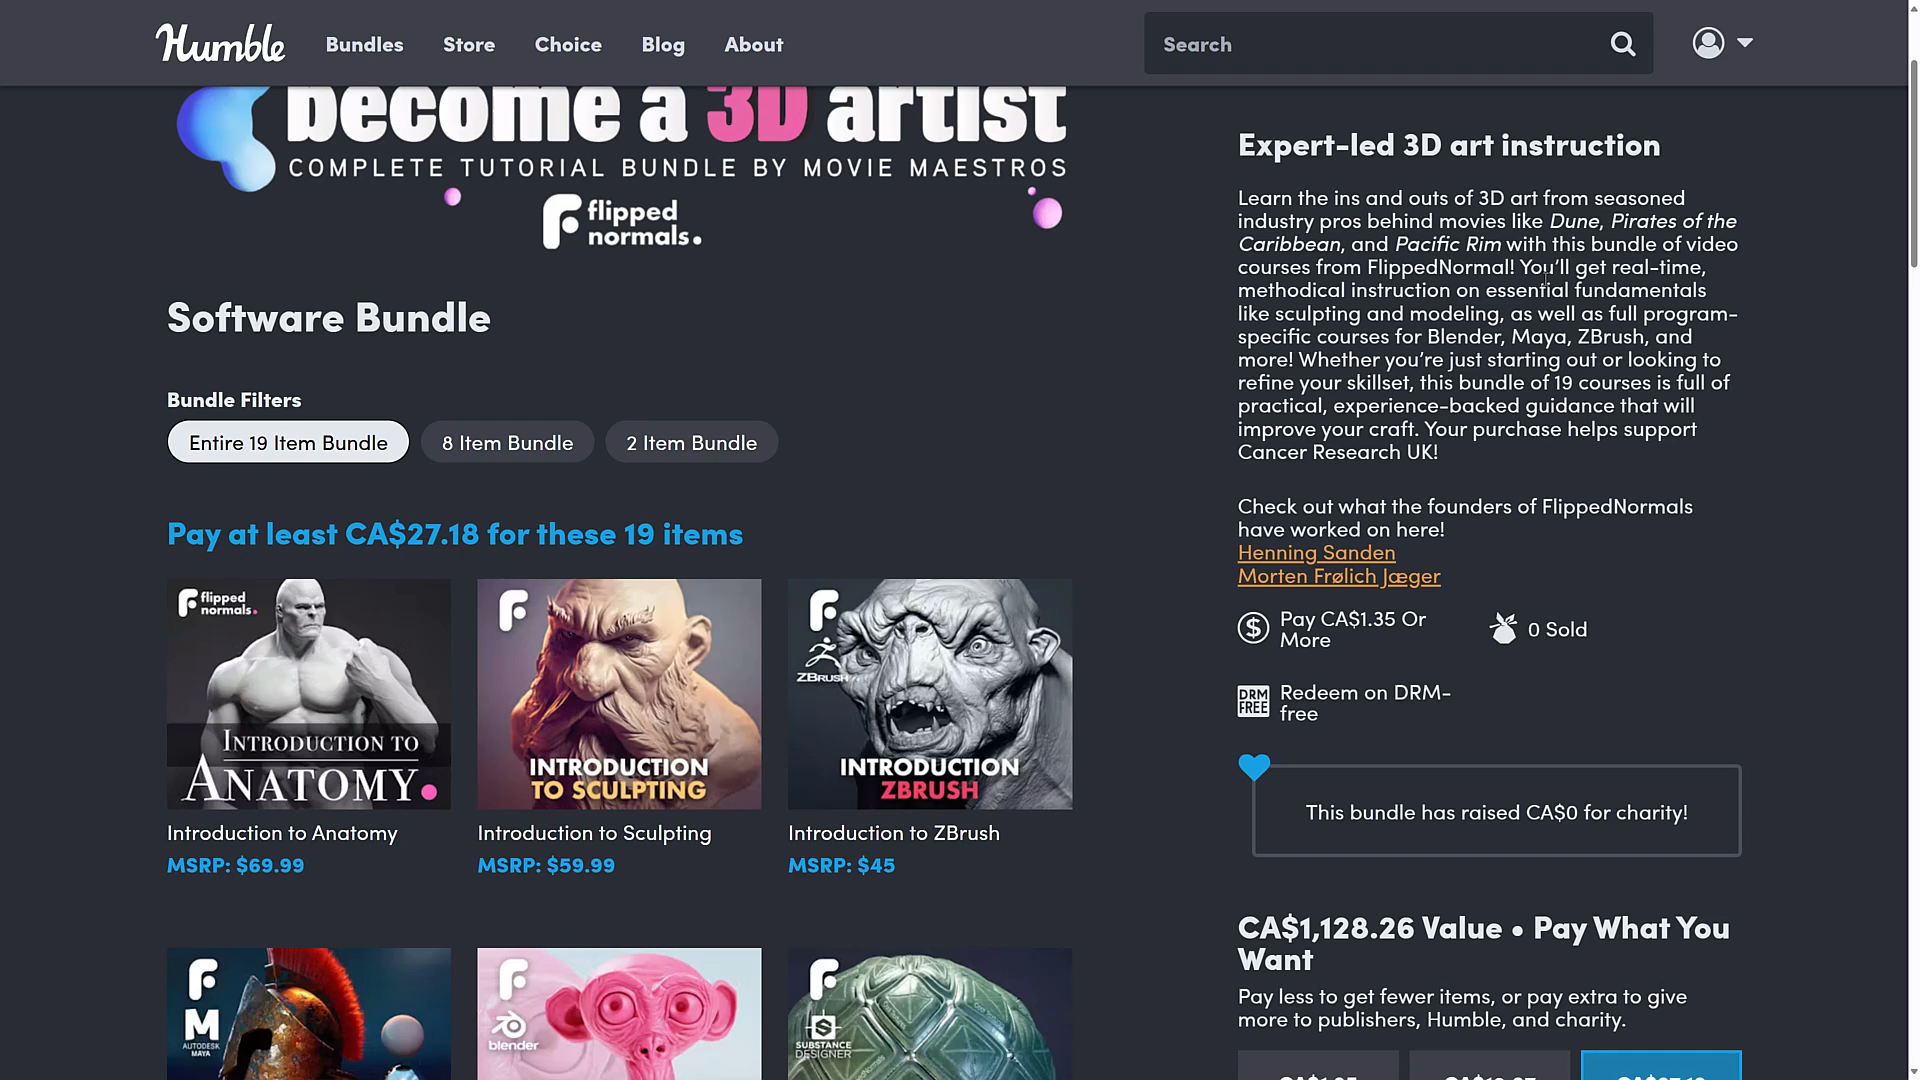 Humble
Bundles
Store
Choice
Blog
About
Search
become a 3D artist
COMPLETE TUTORIAL BUNDLE BY MOVIE MAESTROS
flipped
normals.
Software Bundle
Bundle Filters
Entire 19 Item Bundle
8 Item Bundle
2 Item Bundle
Pay at least CA$27.18 for these 19 items
flipped
normals.
INTRODUCTION TO
ANATOMY
Introduction to Anatomy
MSRP: $69.99
INTRODUCTION
TO SCULPTING
Introduction to Sculpting
MSRP: $59.99
ZBRUSH
INTRODUCTION
ZBRUSH
Introduction to ZBrush
MSRP: $45
AUTODESK
MAYA
blender
SUBSTANCE
DESIGNER
Expert-led 3D art instruction
Learn the ins and outs of 3D art from seasoned
industry pros behind movies like Dune, Pirates of the
Caribbean, and Pacific Rim with this bundle of video
courses from FlippedNormal! You'll get real-time,
methodical instruction on essential fundamentals
like sculpting and modeling, as well as full program-
specific courses for Blender, Maya, ZBrush, and
more! Whether you're just starting out or looking to
refine your skillset, this bundle of 19 courses is full of
practical, experience-backed guidance that will
improve your craft. Your purchase helps support
Cancer Research UK!
Check out what the founders of FlippedNormals
have worked on here!
Henning Sanden
Morten Frølich Jæger
Pay CA$1.35 Or
More
0 Sold
DRM
FREE
Redeem on DRM-
free
This bundle has raised CA$0 for charity!
CA$1,128.26 Value • Pay What You
Want
Pay less to get fewer items, or pay extra to give
more to publishers, Humble, and charity.